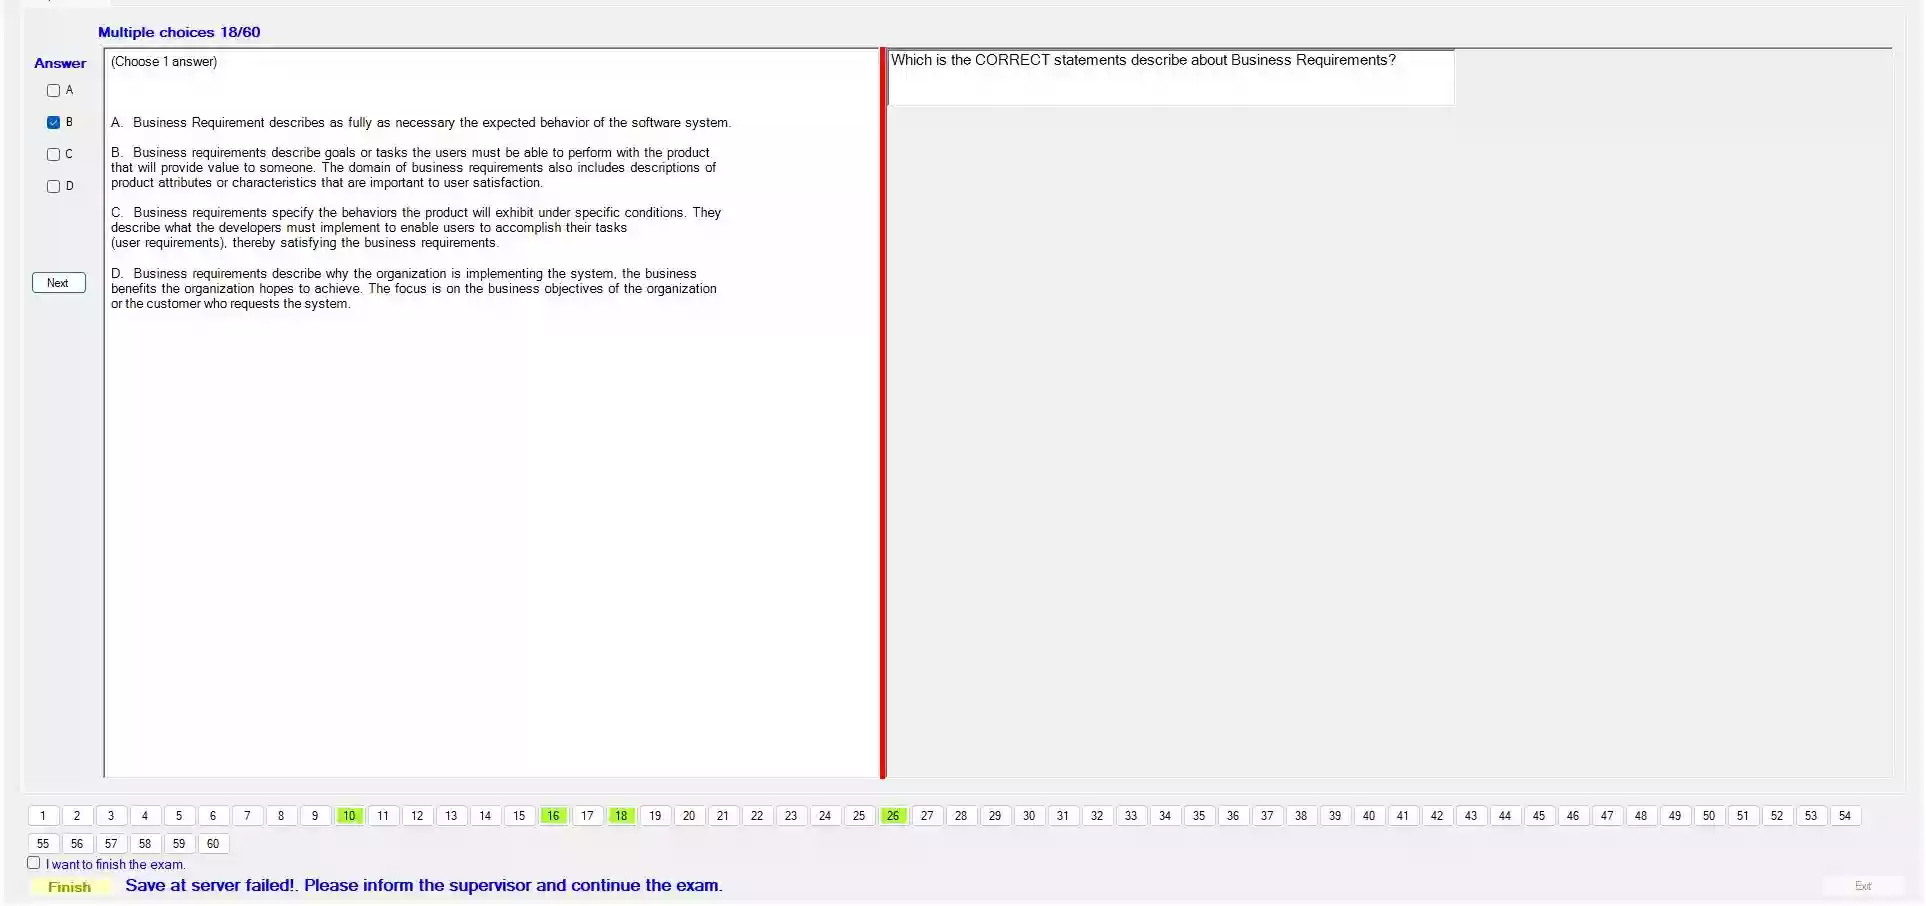 Multiple choices 18/60
Answer
A
B
C
D
Next
(Choose 1 answer)
A. Business Requirement describes as fully as necessary the expected behavior of the software system.
B. Business requirements describe goals or tasks the users must be able to perform with the product
that will provide value to someone. The domain of business requirements also includes descriptions of
product attributes or characteristics that are important to user satisfaction.
C. Business requirements specify the behaviors the product will exhibit under specific conditions. They
describe what the developers must implement to enable users to accomplish their tasks
(user requirements), thereby satisfying the business requirements.
D. Business requirements describe why the organization is implementing the system, the business
benefits the organization hopes to achieve. The focus is on the business objectives of the organization
or the customer who requests the system.
Which is the CORRECT statements describe about Business Requirements?
1 2 3 4 5 6 7 8 9 10 11 12 13 14 15 16 17 18 19 20 21 22 23 24 25 26 27 28 29 30 31 32 33 34 35 36 37 38 39 40 41 42 43 44 45 46 47 48 49 50 51 52 53 54
55 56 57 58 59 60
I want to finish the exam.
Finish Save at server failed!. Please inform the supervisor and continue the exam. Exit